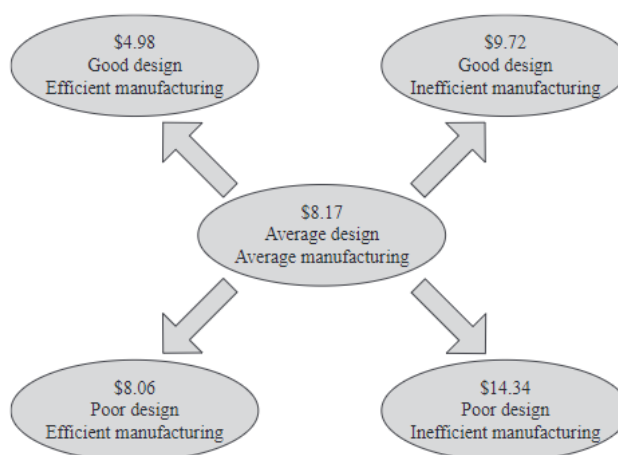 $4.98
Good design
Efficient manufacturing
$9.72
Good design
Inefficient manufacturing
$8.17
Average design
Average manufacturing
$8.06
Poor design
Efficient manufacturing
$14.34
Poor design
Inefficient manufacturing